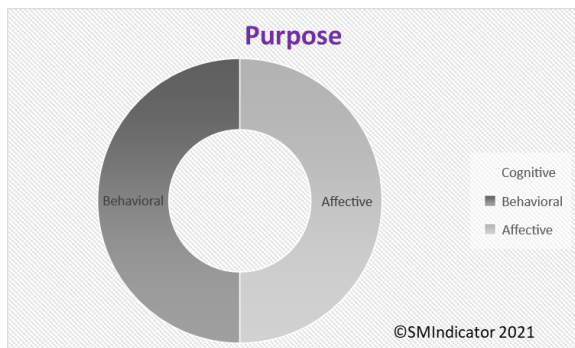 Purpose
Behavioral
Affective
Cognitive
Behavioral
Affective
©SMIndicator 2021